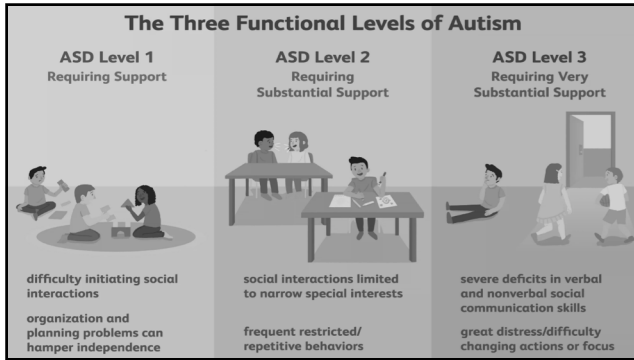 The Three Functional Levels of Autism
ASD Level 1
Requiring Support
difficulty initiating social
interactions
organization and
planning problems can
hamper independence
ASD Level 2
Requiring
Substantial Support
social interactions limited
to narrow special interests
frequent restricted/
repetitive behaviors
ASD Level 3
Requiring Very
Substantial Support
severe deficits in verbal
and nonverbal social
communication skills
great distress/difficulty
changing actions or focus